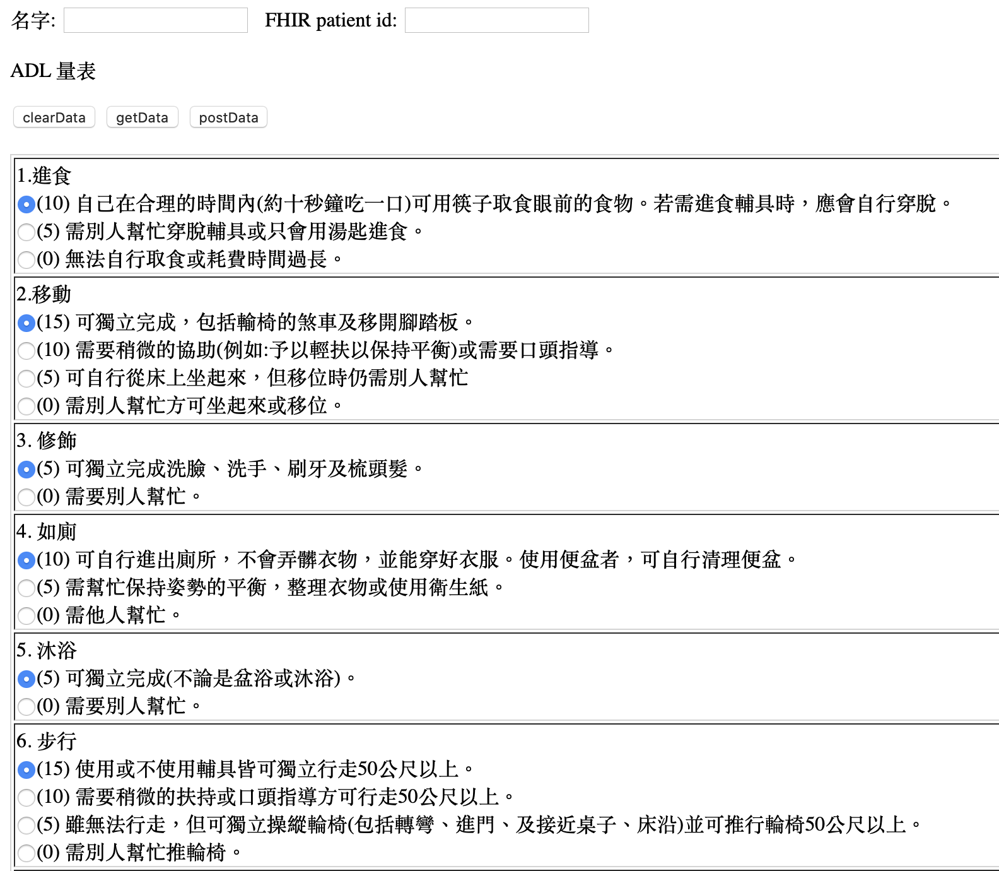 名字: FHIR patient id:
ADL 量表
clearData getData postData
1.進食
(10) 自己在合理的時間內(約十秒鐘吃一口)可用筷子取食眼前的食物。若需進食輔具時，應會自行穿脫。
(5) 需別人幫忙穿脫輔具或只會用湯匙進食。
(0) 無法自行取食或耗費時間過長。
2.移動
(15) 可獨立完成，包括輪椅的煞車及移開腳踏板。
(10) 需要稍微的協助(例如:予以輕扶以保持平衡)或需要口頭指導。
(5) 可自行從床上坐起來，但移位時仍需別人幫忙
(0) 需別人幫忙方可坐起來或移位。
3. 修飾
(5) 可獨立完成洗臉、洗手、刷牙及梳頭髮。
(0) 需要別人幫忙。
4. 如廁
(10) 可自行進出廁所，不會弄髒衣物，並能穿好衣服。使用便盆者，可自行清理便盆。
(5) 需幫忙保持姿勢的平衡，整理衣物或使用衛生紙。
(0) 需他人幫忙。
5. 沐浴
(5) 可獨立完成(不論是盆浴或沐浴)。
(0) 需要別人幫忙。
6. 步行
(15) 使用或不使用輔具皆可獨立行走50公尺以上。
(10) 需要稍微的扶持或口頭指導方可行走50公尺以上。
(5) 雖無法行走，但可獨立操縱輪椅(包括轉彎、進門、及接近桌子、床沿)並可推行輪椅50公尺以上。
(0) 需別人幫忙推輪椅。